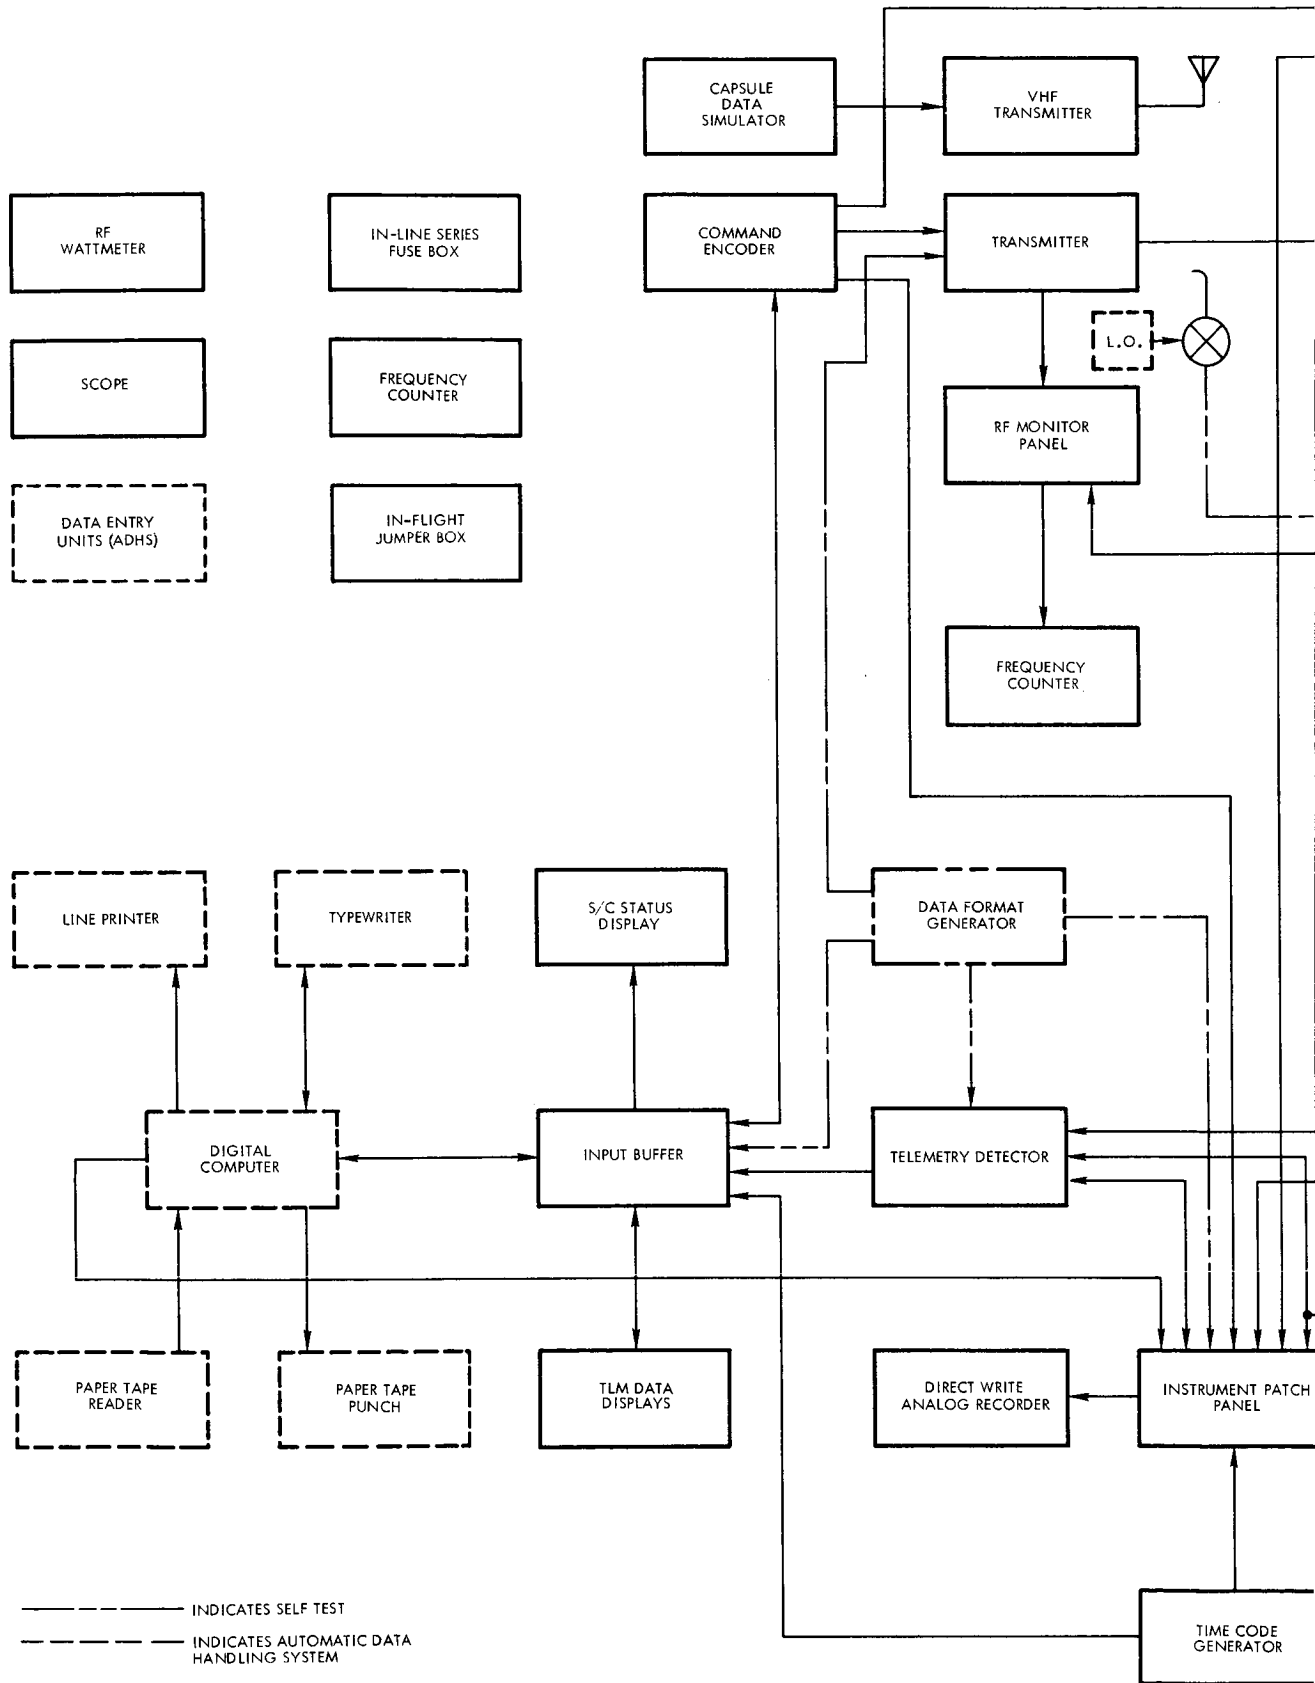 CAPSULE
DATA
SIMULATOR
VHF
TRANSMITTER
RF
WATTMETER
IN-LINE SERIES
FUSE BOX
COMMAND
ENCODER
TRANSMITTER
L.O.
SCOPE
FREQUENCY
COUNTER
RF MONITOR
PANEL
DATA ENTRY
UNITS (ADHS)
IN-FLIGHT
JUMPER BOX
FREQUENCY
COUNTER
LINE PRINTER
TYPEWRITER
S/C STATUS
DISPLAY
DATA FORMAT
GENERATOR
DIGITAL
COMPUTER
INPUT BUFFER
TELEMETRY DETECTOR
PAPER TAPE
READER
PAPER TAPE
PUNCH
TLM DATA
DISPLAYS
DIRECT WRITE
ANALOG RECORDER
INSTRUMENT PATCH
PANEL
INDICATES SELF TEST
INDICATES AUTOMATIC DATA
HANDLING SYSTEM
TIME CODE
GENERATOR